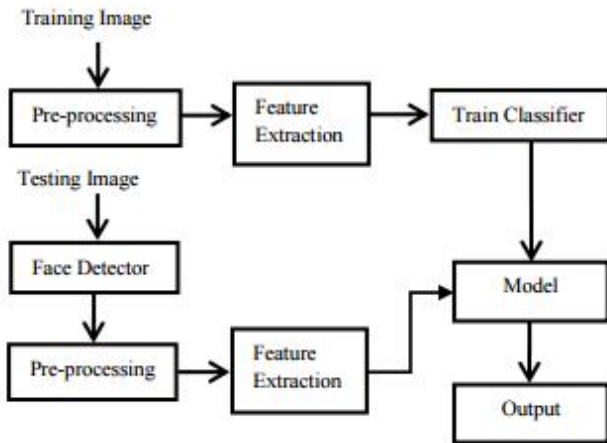 Training Image
Pre-processing
Feature
Extraction
Train Classifier
Testing Image
Face Detector
Model
Pre-processing
Feature
Extraction
Output